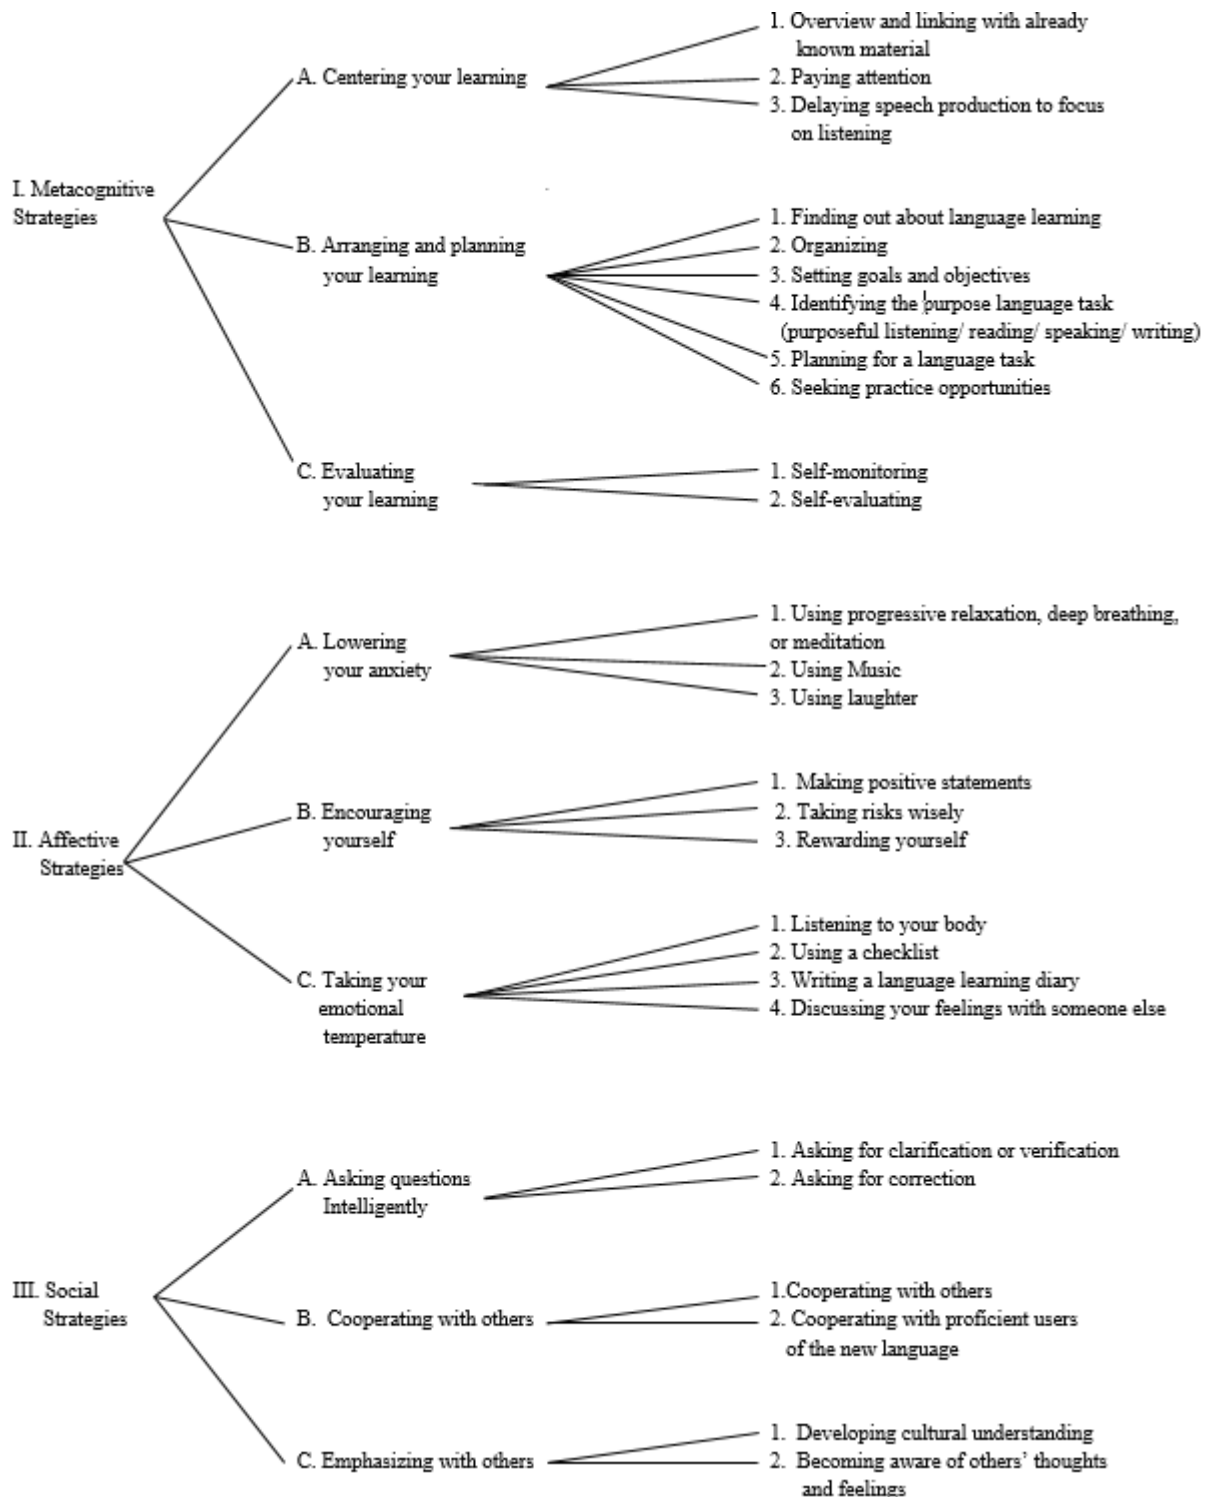 1. Overview and linking with already
known material
A. Centering your learning
2. Paying attention
3. Delaying speech production to focus
on listening
I. Metacognitive
Strategies
B. Arranging and planning
your learning
1. Finding out about language learning
2. Organizing
3. Setting goals and objectives
4. Identifying the purpose language task
(purposeful listening/ reading/ speaking/ writing)
5. Planning for a language task
6. Seeking practice opportunities
C. Evaluating
your learning
1. Self-monitoring
2. Self-evaluating
A. Lowering
your anxiety
1. Using progressive relaxation, deep breathing,
or meditation
2. Using Music
3. Using laughter
II. Affective
Strategies
B. Encouraging
yourself
1. Making positive statements
2. Taking risks wisely
3. Rewarding yourself
C. Taking your
emotional
temperature
1. Listening to your body
2. Using a checklist
3. Writing a language learning diary
4. Discussing your feelings with someone else
A. Asking questions
Intelligently
1. Asking for clarification or verification
2. Asking for correction
III. Social
Strategies
B. Cooperating with others
1.Cooperating with others
2. Cooperating with proficient users
of the new language
C. Emphasizing with others
1. Developing cultural understanding
2. Becoming aware of others’ thoughts
and feelings